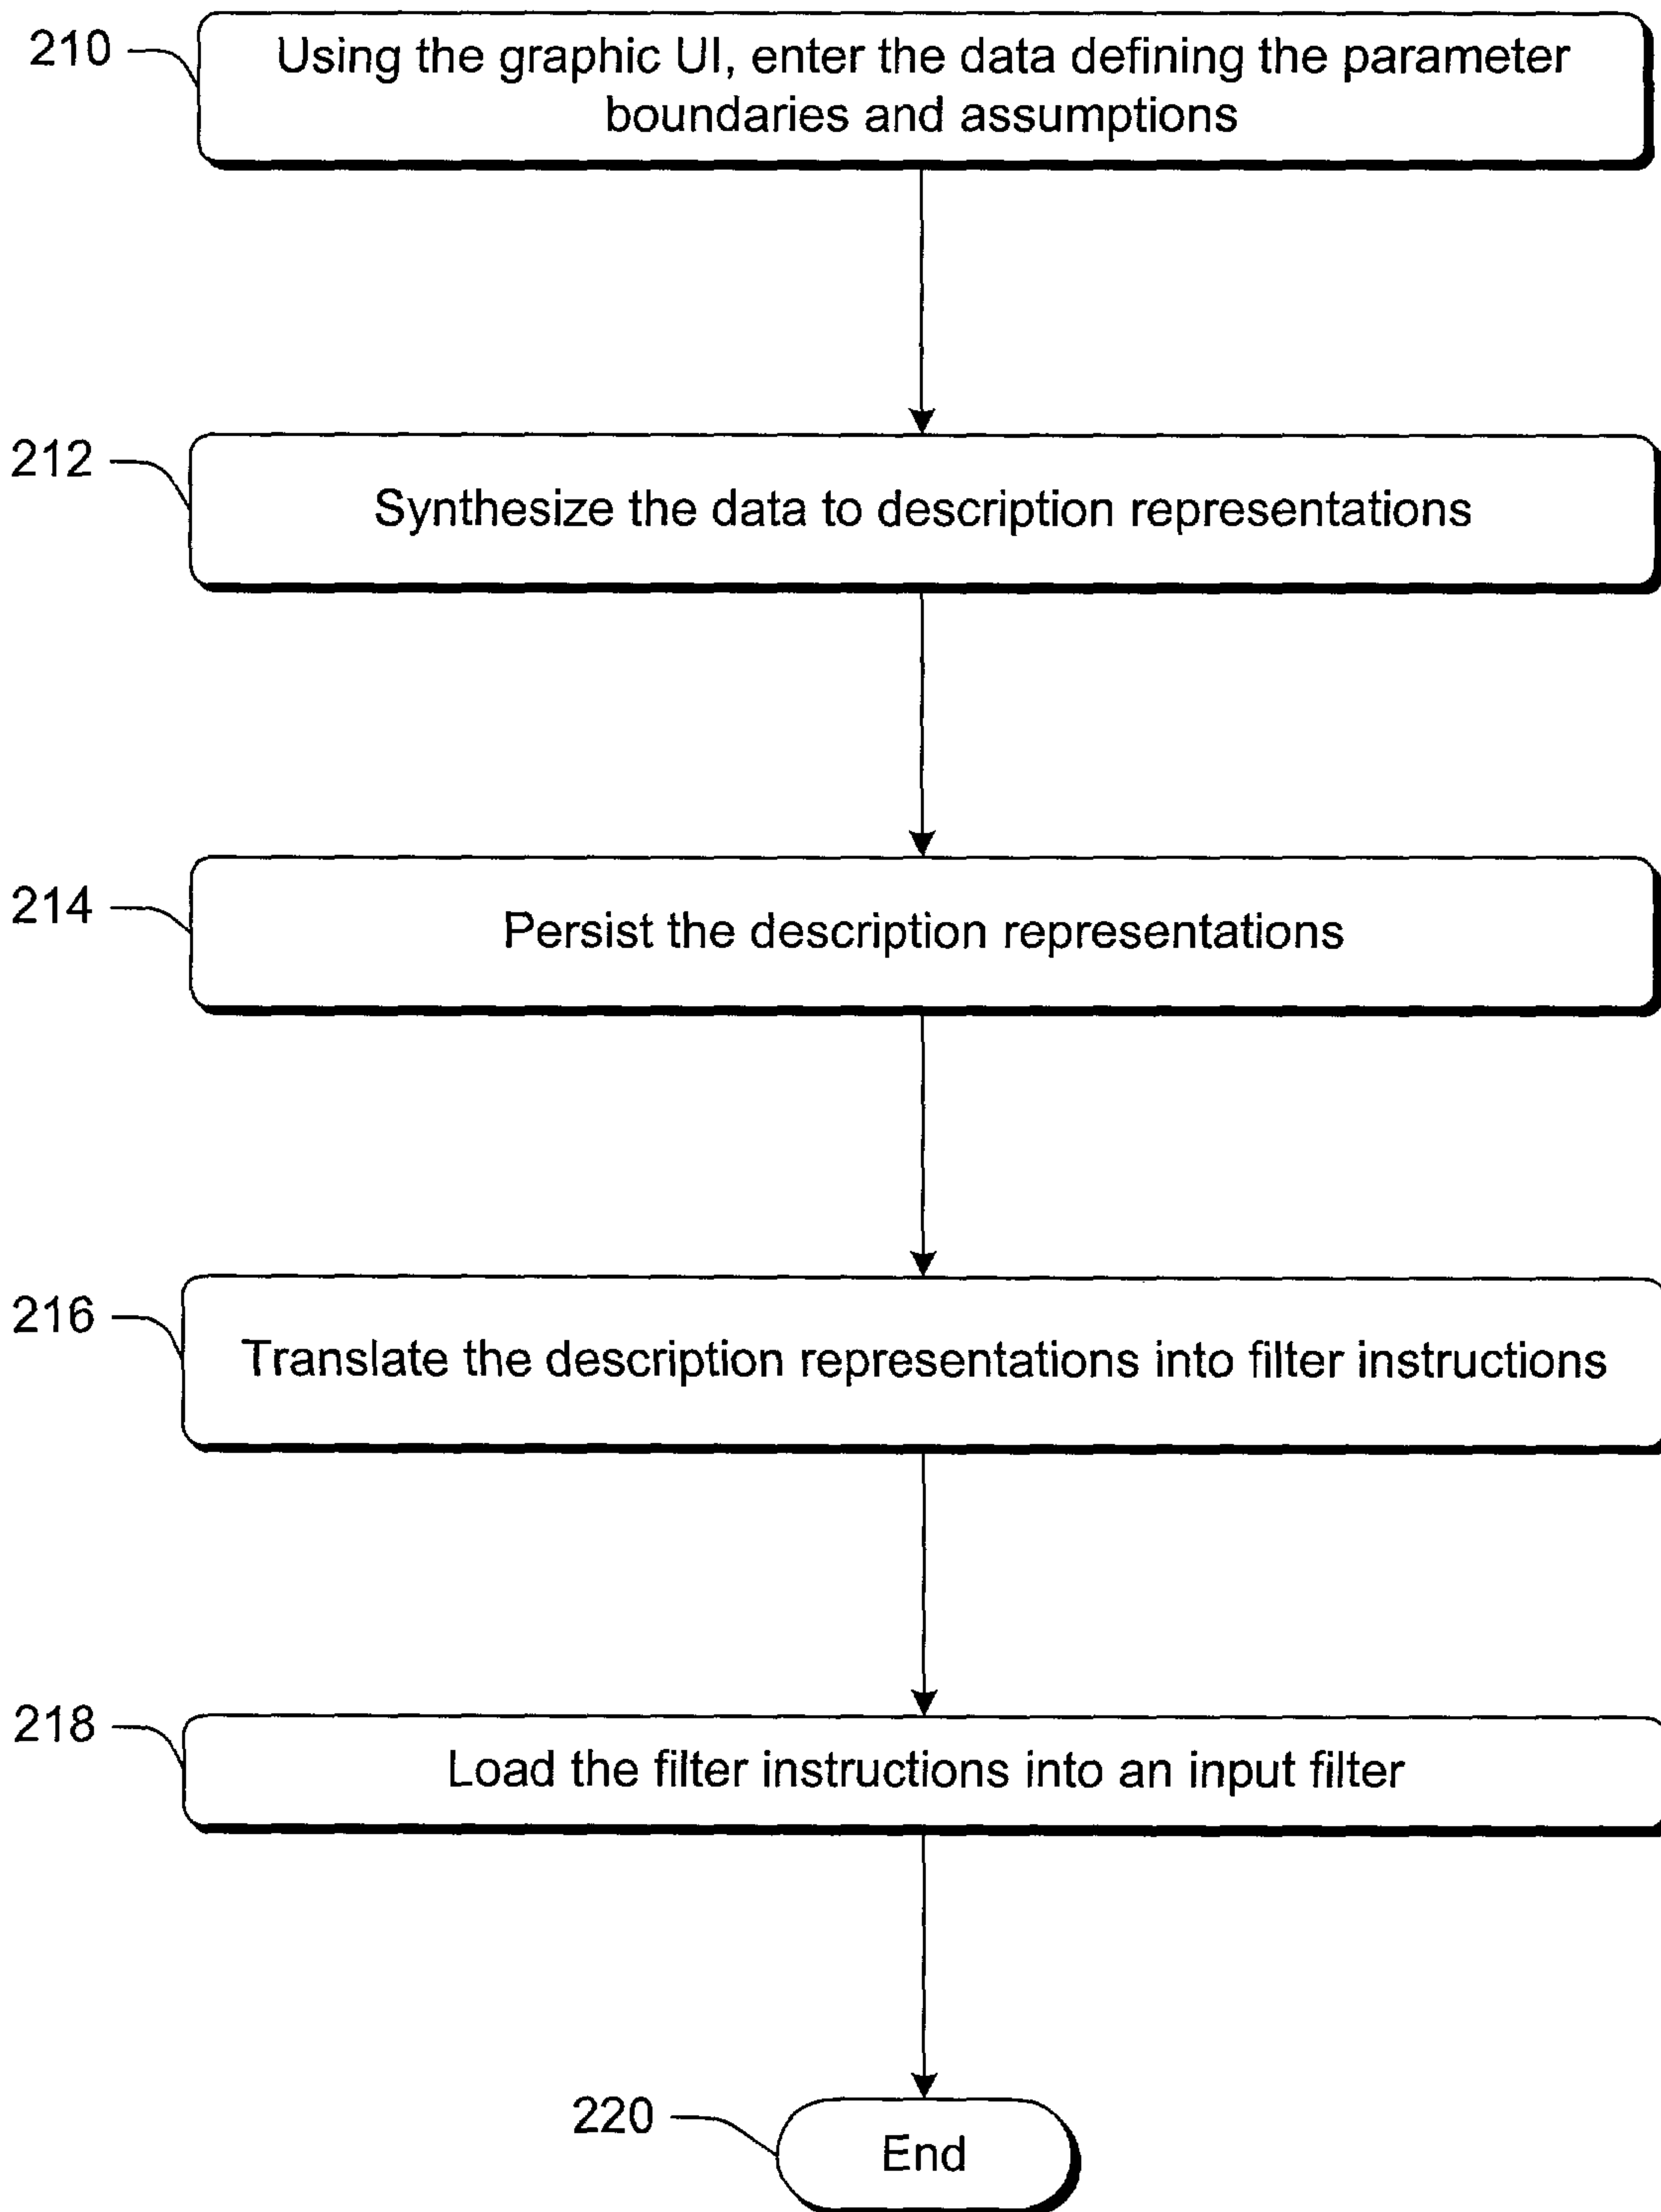 210
Using the graphic UI, enter the data defining the parameter
boundaries and assumptions
212
Synthesize the data to description representations
214
Persist the description representations
216
Translate the description representations into filter instructions
218
Load the filter instructions into an input filter
220
End